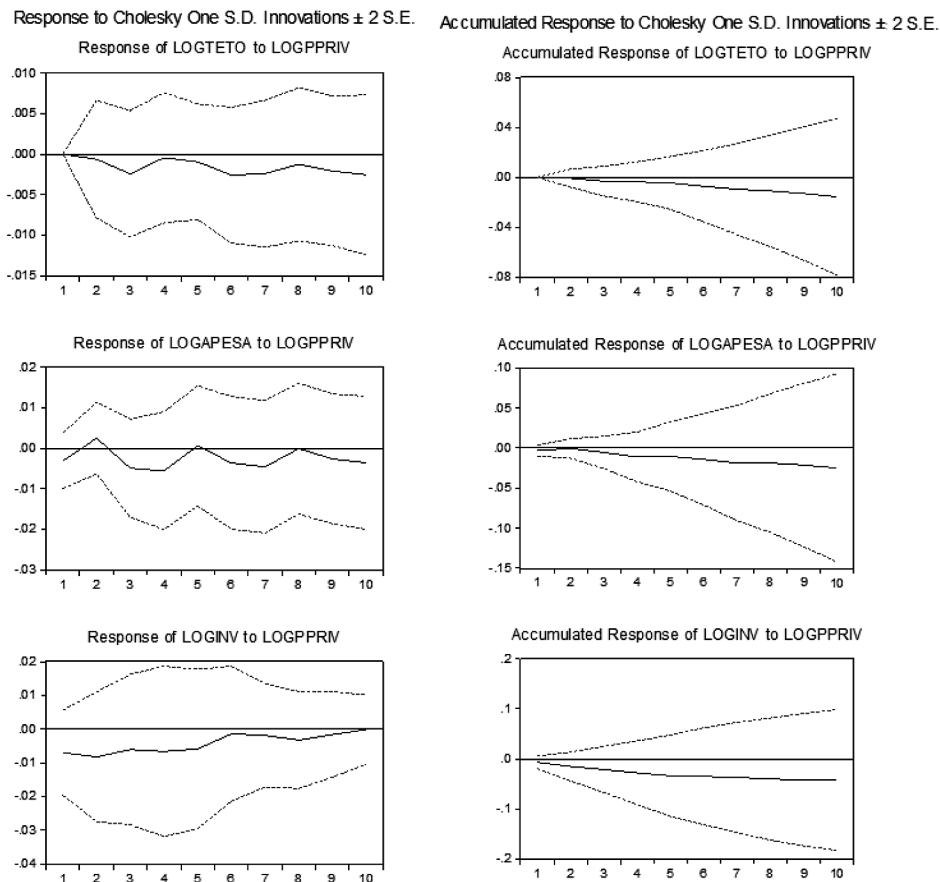 Response to Cholesky One S.D. Innovations ± 2 S.E.
Response of LOGTETO to LOGPPRIV
.010
.005
.000
-.005
-.010
-.015
1 2 3 4 5 6 7 8 9 10
Response of LOGAPESA to LOGPPRIV
.02
.01
.00
-.01
-.02
-.03
1 2 3 4 5 6 7 8 9 10
Response of LOGINV to LOGPPRIV
.02
.01
.00
-.01
-.02
-.03
-.04
1 2 3 4 5 6 7 8 9 10
Accumulated Response to Cholesky One S.D. Innovations ± 2 S.E.
Accumulated Response of LOGTETO to LOGPPRIV
.08
.04
.00
-.04
-.08
1 2 3 4 5 6 7 8 9 10
Accumulated Response of LOGAPESA to LOGPPRIV
.10
.05
.00
-.05
-.10
-.15
1 2 3 4 5 6 7 8 9 10
Accumulated Response of LOGINV to LOGPPRIV
.2
.1
.0
-.1
-.2
1 2 3 4 5 6 7 8 9 10